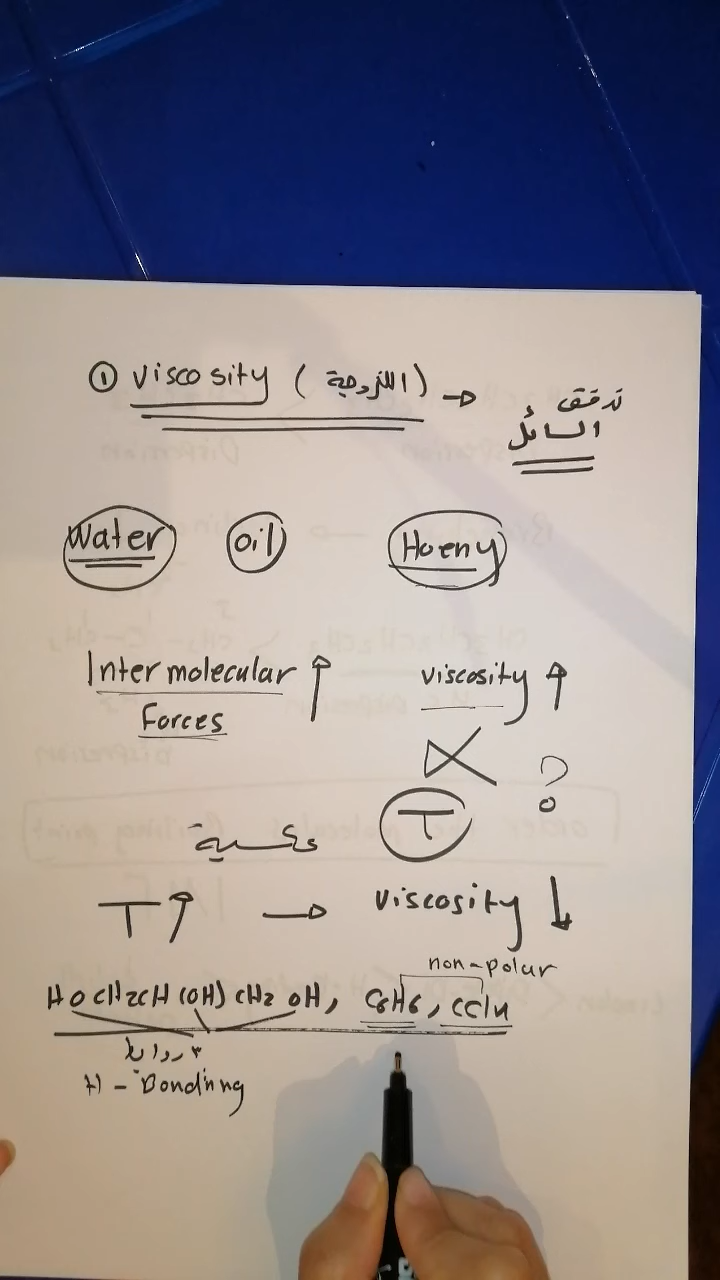 ① Viscosity (اللزوجة) → تدفق
السائل
Water oil Hoeny
Intermolecular ↑ viscosity ↑
Forces
∝ ?
T
عكسية
T↑ → viscosity ↓
non-polar
HOCH2CH(OH)CH2OH, C6H6, CCl4
٣ روابط
H-Bonding